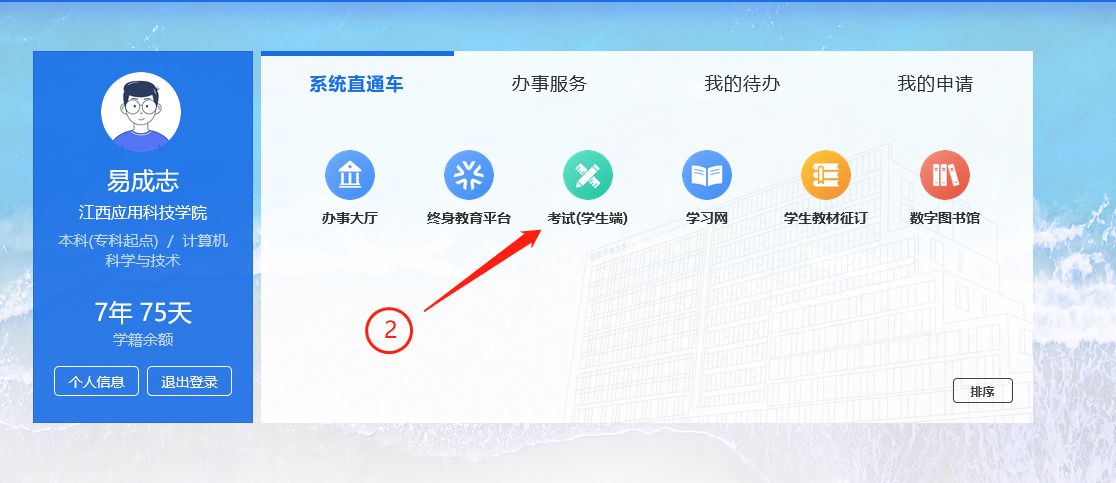 易成志
江西应用科技学院
本科(专科起点) / 计算机
科学与技术
7年 75天
学籍余额
个人信息 退出登录
系统直通车 办事服务 我的待办 我的申请
办事大厅 终身教育平台 考试(学生端) 学习网 学生教材征订 数字图书馆
2
排序